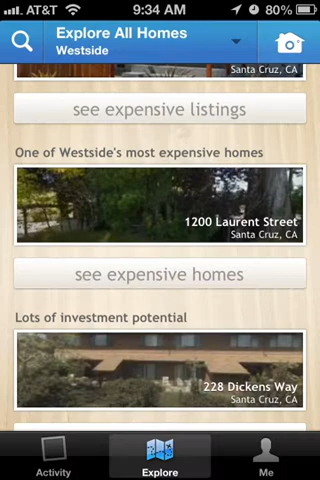 AT&T 9:34 AM 80%
Explore All Homes
Westside
Santa Cruz, CA
see expensive listings
One of Westside's most expensive homes
1200 Laurent Street
Santa Cruz, CA
see expensive homes
Lots of investment potential
228 Dickens Way
Santa Cruz, CA
Activity Explore Me